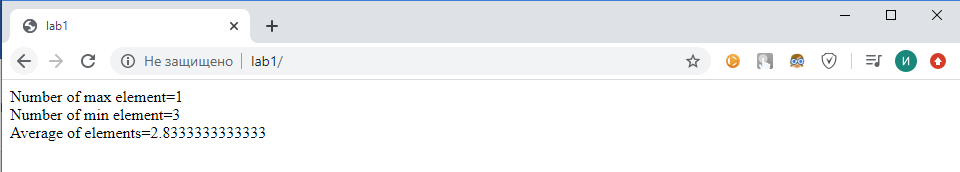 lab1
Не защищено
lab1/
И
Number of max element=1
Number of min element=3
Average of elements=2.8333333333333